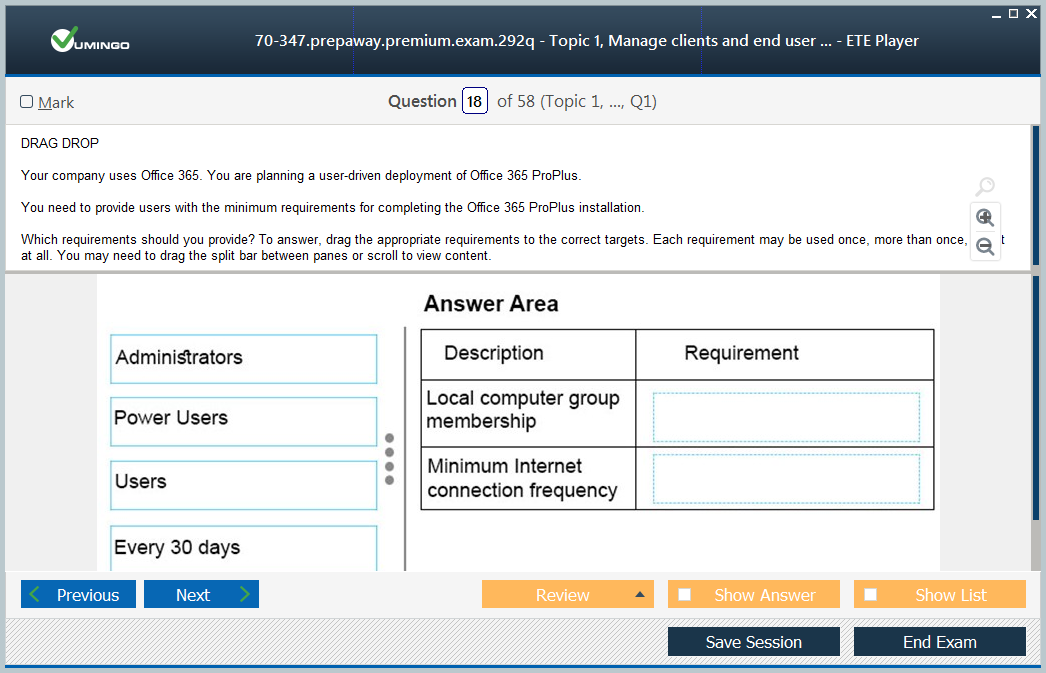 VUMINGO
70-347.prepaway.premium.exam.292q - Topic 1, Manage clients and end user ... - ETE Player
Mark
Question 18 of 58 (Topic 1, ..., Q1)
DRAG DROP
Your company uses Office 365. You are planning a user-driven deployment of Office 365 ProPlus.
You need to provide users with the minimum requirements for completing the Office 365 ProPlus installation.
Which requirements should you provide? To answer, drag the appropriate requirements to the correct targets. Each requirement may be used once, more than once, t
at all. You may need to drag the split bar between panes or scroll to view content.
Answer Area
Administrators
Power Users
Users
Every 30 days
Description Requirement
Local computer group
membership
Minimum Internet
connection frequency
Previous
Next
Review
Show Answer
Show List
Save Session
End Exam